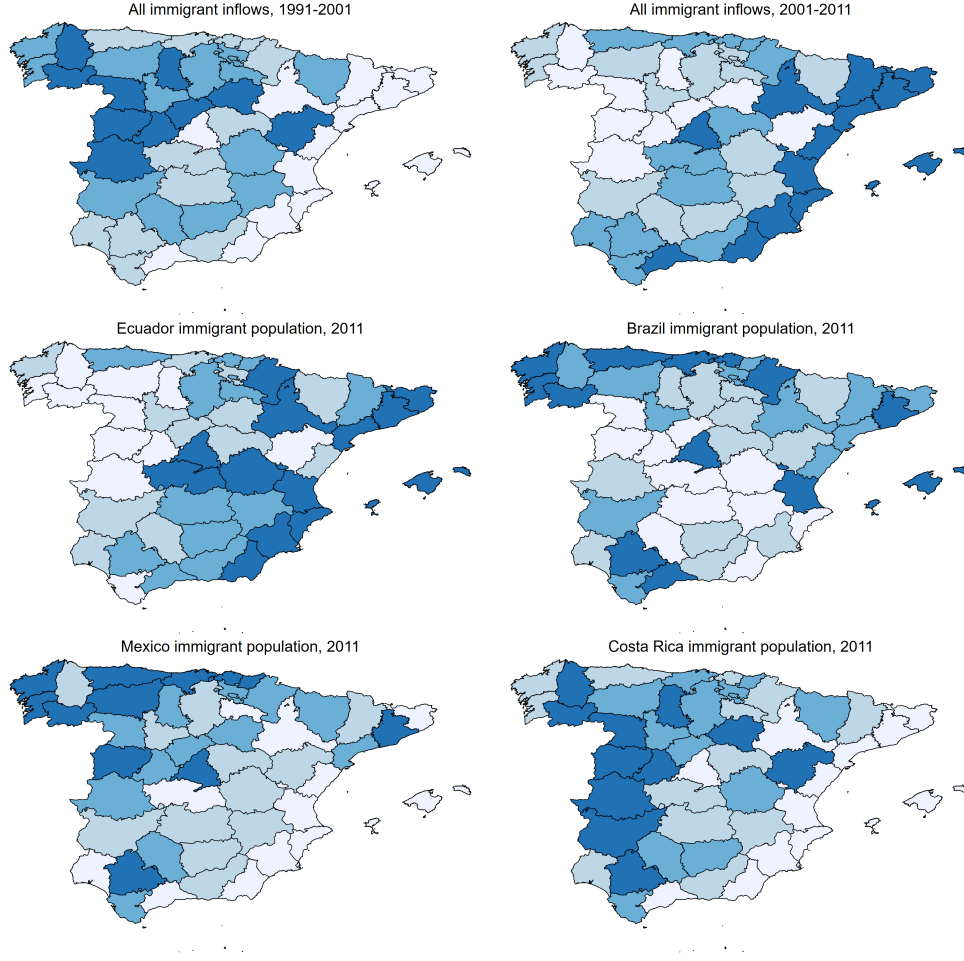 All immigrant inflows, 1991-2001
All immigrant inflows, 2001-2011
Ecuador immigrant population, 2011
Brazil immigrant population, 2011
Mexico immigrant population, 2011
Costa Rica immigrant population, 2011